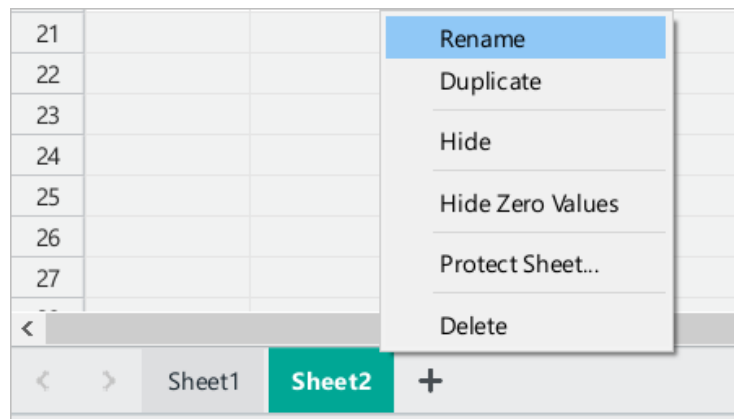 21
Rename
22
Duplicate
23
Hide
24
25
Hide Zero Values
26
27
Protect Sheet...
Delete
Sheet1 Sheet2